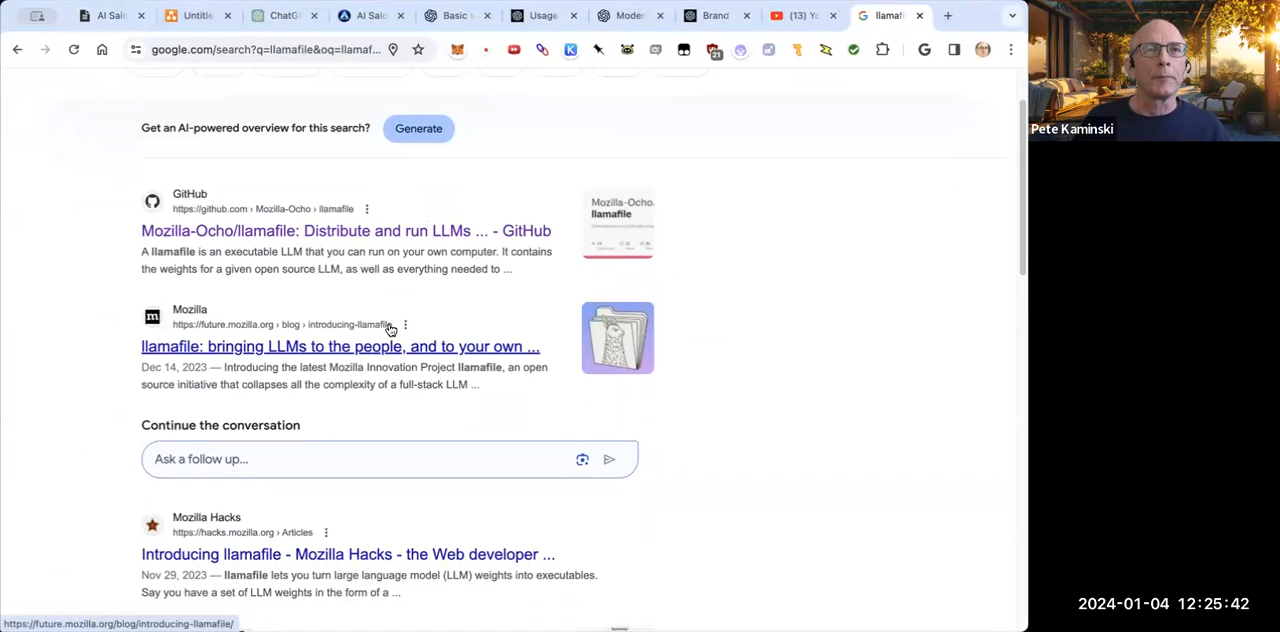 AI Salo
Untitle
ChatG
AI Salo
Basic s
Usage
Moder
Brand
(13) Yo
llamafi
google.com/search?q=llamafile&oq=llamaf...
21
Get an AI-powered overview for this search?
Generate
GitHub
https://github.com › Mozilla-Ocho › llamafile
Mozilla-Ocho/llamafile: Distribute and run LLMs ... - GitHub
A llamafile is an executable LLM that you can run on your own computer. It contains
the weights for a given open source LLM, as well as everything needed to ...
Mozilla-Ocho/
llamafile
Mozilla
https://future.mozilla.org › blog › introducing-llamafile
llamafile: bringing LLMs to the people, and to your own ...
Dec 14, 2023 — Introducing the latest Mozilla Innovation Project llamafile, an open
source initiative that collapses all the complexity of a full-stack LLM ...
Continue the conversation
Ask a follow up...
Mozilla Hacks
https://hacks.mozilla.org › Articles
Introducing llamafile - Mozilla Hacks - the Web developer ...
Nov 29, 2023 — llamafile lets you turn large language model (LLM) weights into executables.
Say you have a set of LLM weights in the form of a ...
https://future.mozilla.org/blog/introducing-llamafile/
Pete Kaminski
2024-01-04 12:25:42